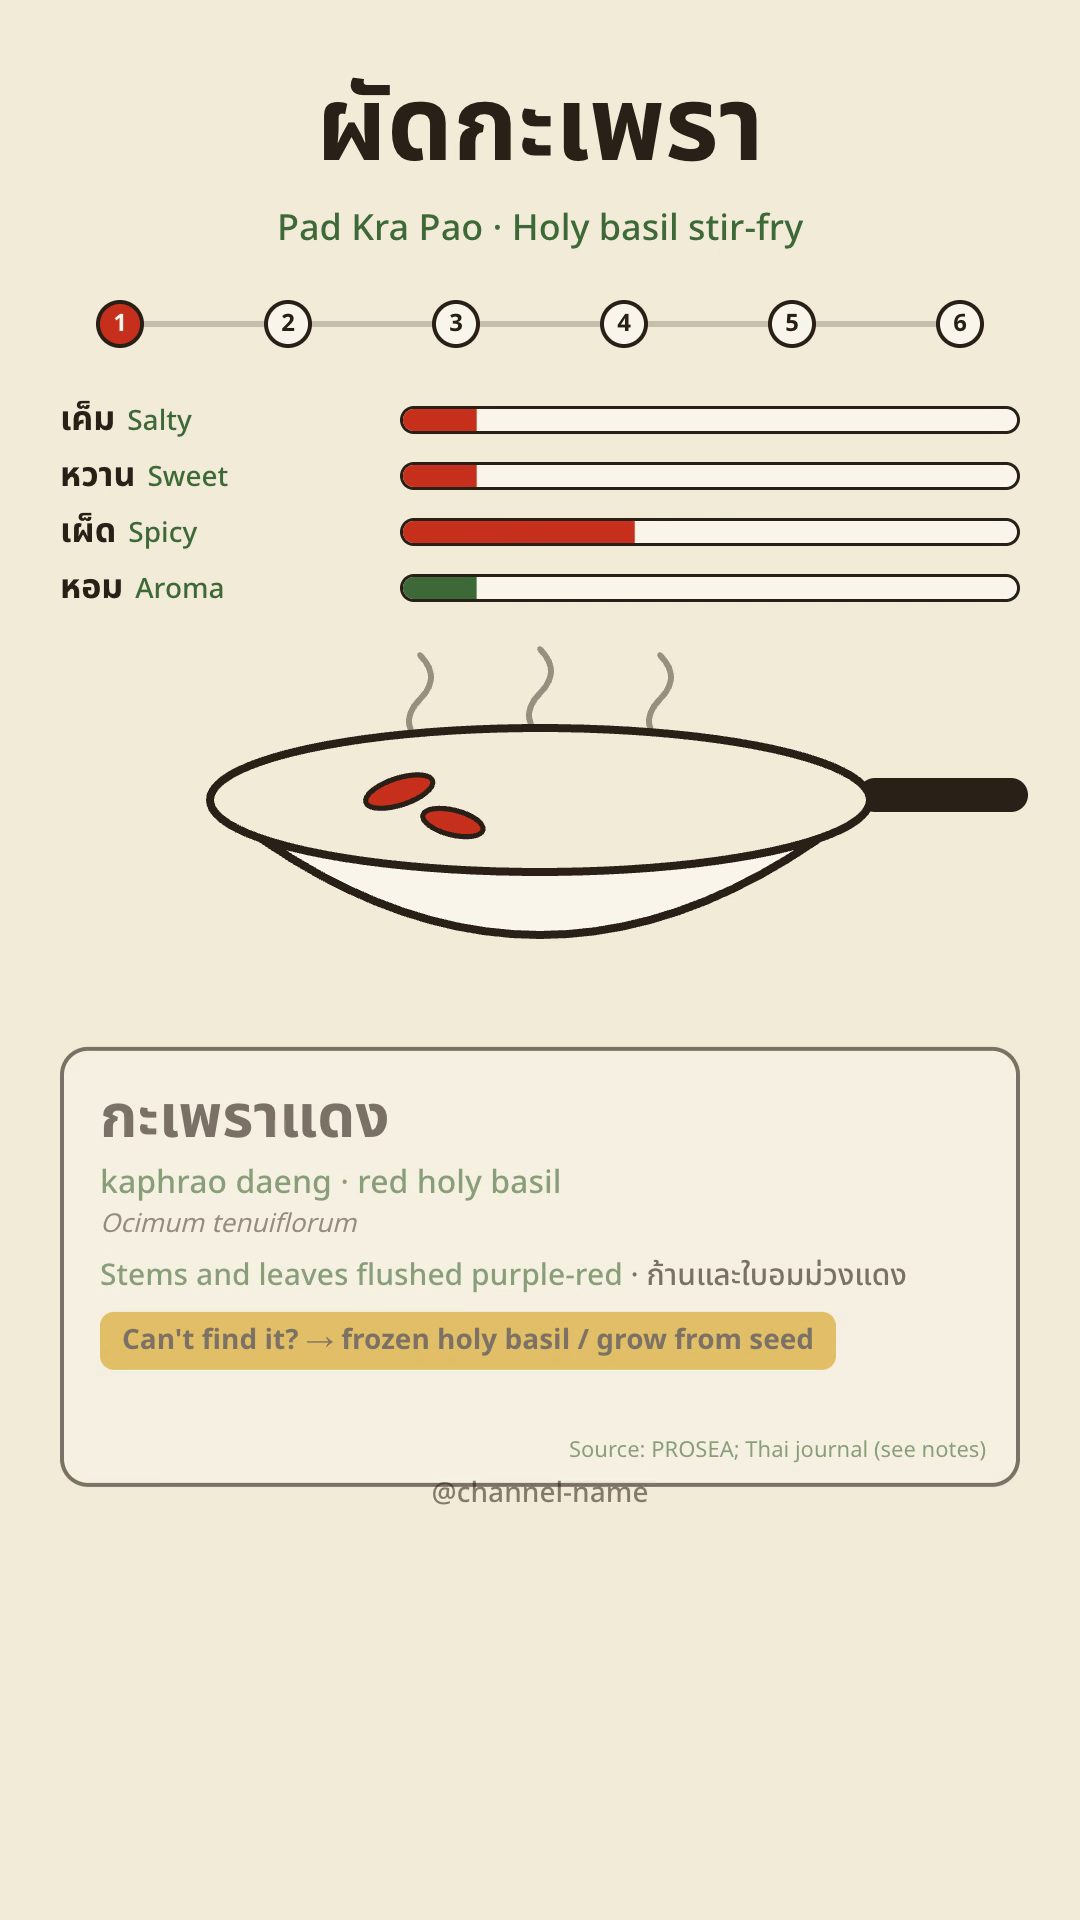 ผัดกะเพรา
Pad Kra Pao · Holy basil stir-fry
1 2 3 4 5 6
เค็ม Salty
หวาน Sweet
เผ็ด Spicy
หอม Aroma
กะเพราแดง
kaphrao daeng · red holy basil
Ocimum tenuiflorum
Stems and leaves flushed purple-red · ก้านและใบอมม่วงแดง
Can't find it? → frozen holy basil / grow from seed
Source: PROSEA; Thai journal (see notes)
@channel-name